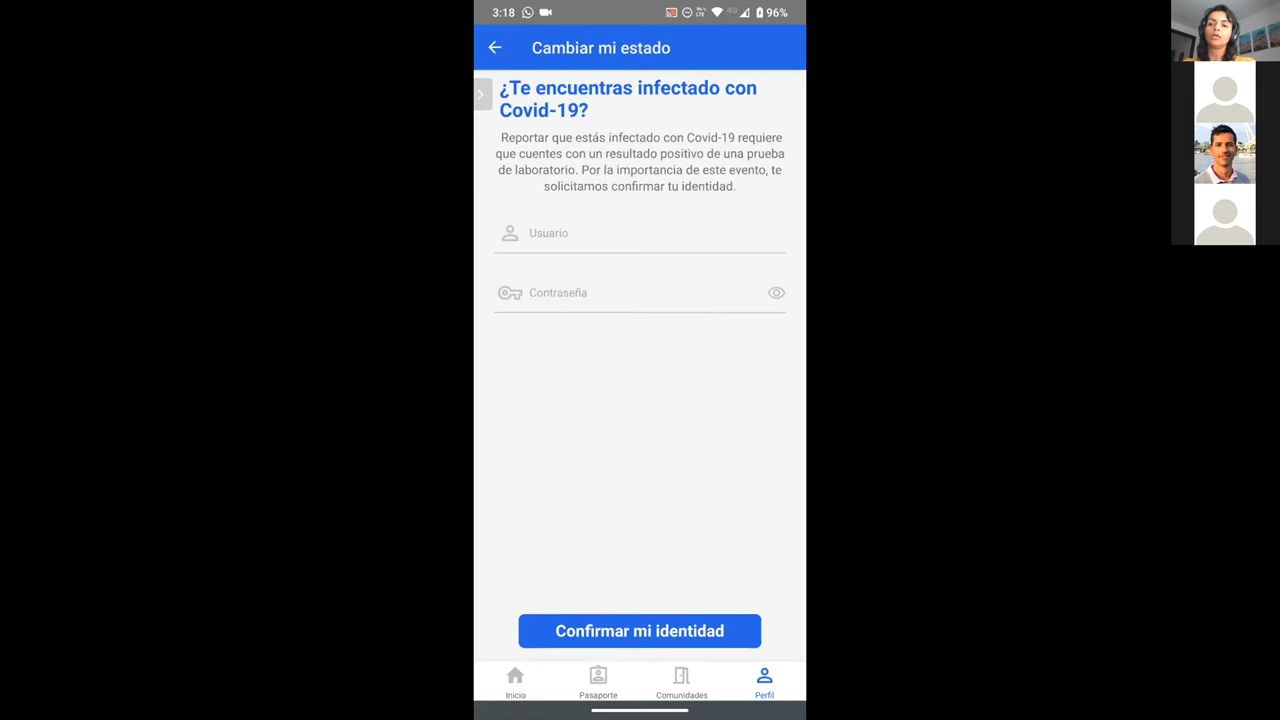 3:18
4G
96%
Cambiar mi estado
¿Te encuentras infectado con
Covid-19?
Reportar que estás infectado con Covid-19 requiere
que cuentes con un resultado positivo de una prueba
de laboratorio. Por la importancia de este evento, te
solicitamos confirmar tu identidad.
Usuario
Contraseña
Confirmar mi identidad
Inicio
Pasaporte
Comunidades
Perfil